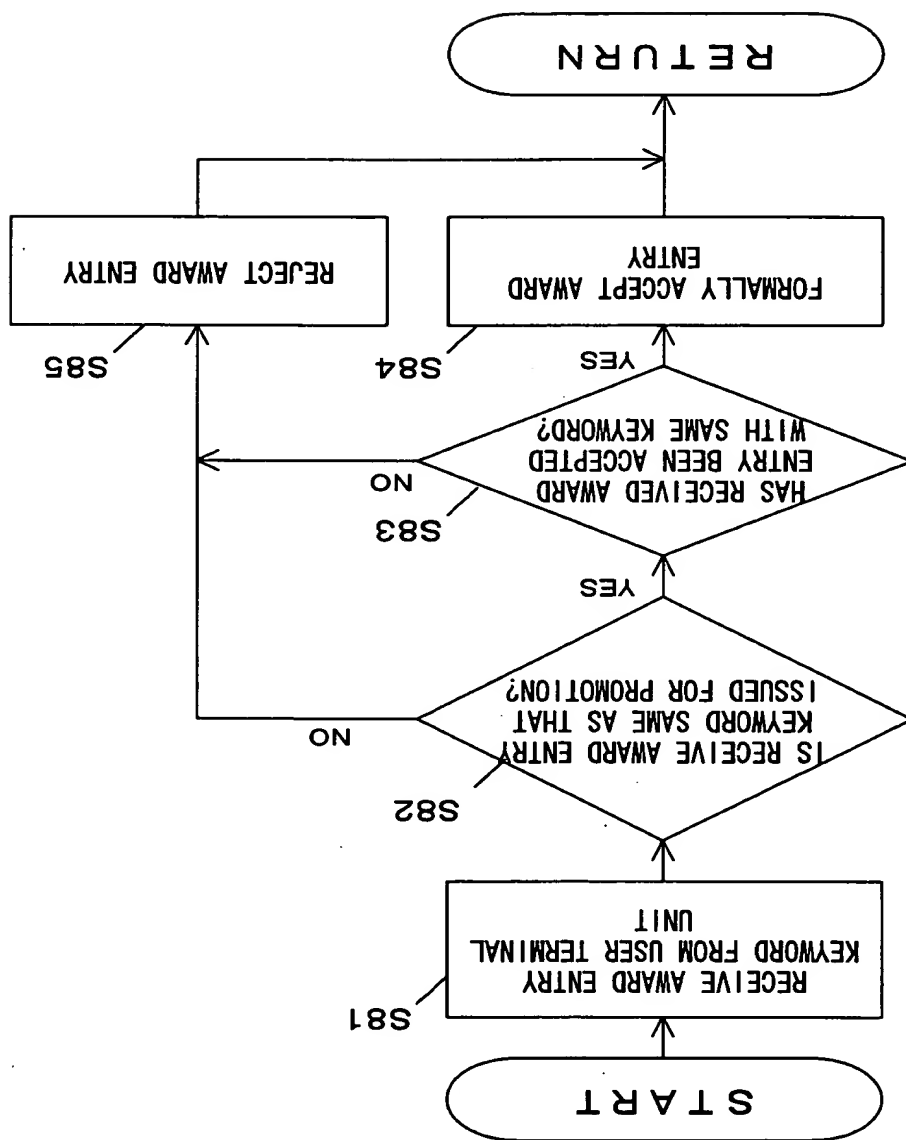 START
S81
RECEIVE AWARD ENTRY
KEYWORD FROM USER TERMINAL
UNIT
S82
IS RECEIVE AWARD ENTRY
KEYWORD SAME AS THAT
ISSUED FOR PROMOTION?
NO
YES
S83
HAS RECEIVED AWARD
ENTRY BEEN ACCEPTED
WITH SAME KEYWORD?
NO
YES
S84
FORMALLY ACCEPT AWARD
ENTRY
S85
REJECT AWARD ENTRY
RETURN